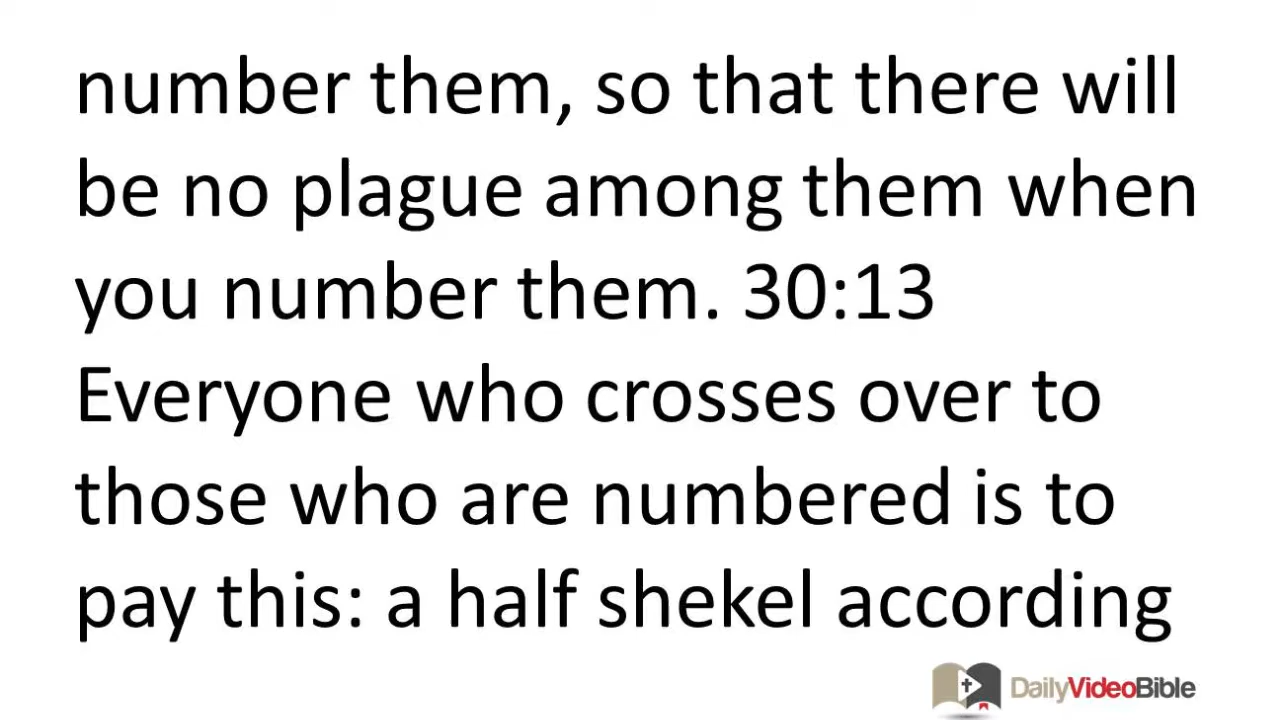 number them, so that there will
be no plague among them when
you number them. 30:13
Everyone who crosses over to
those who are numbered is to
pay this: a half shekel according
DailyVideoBible